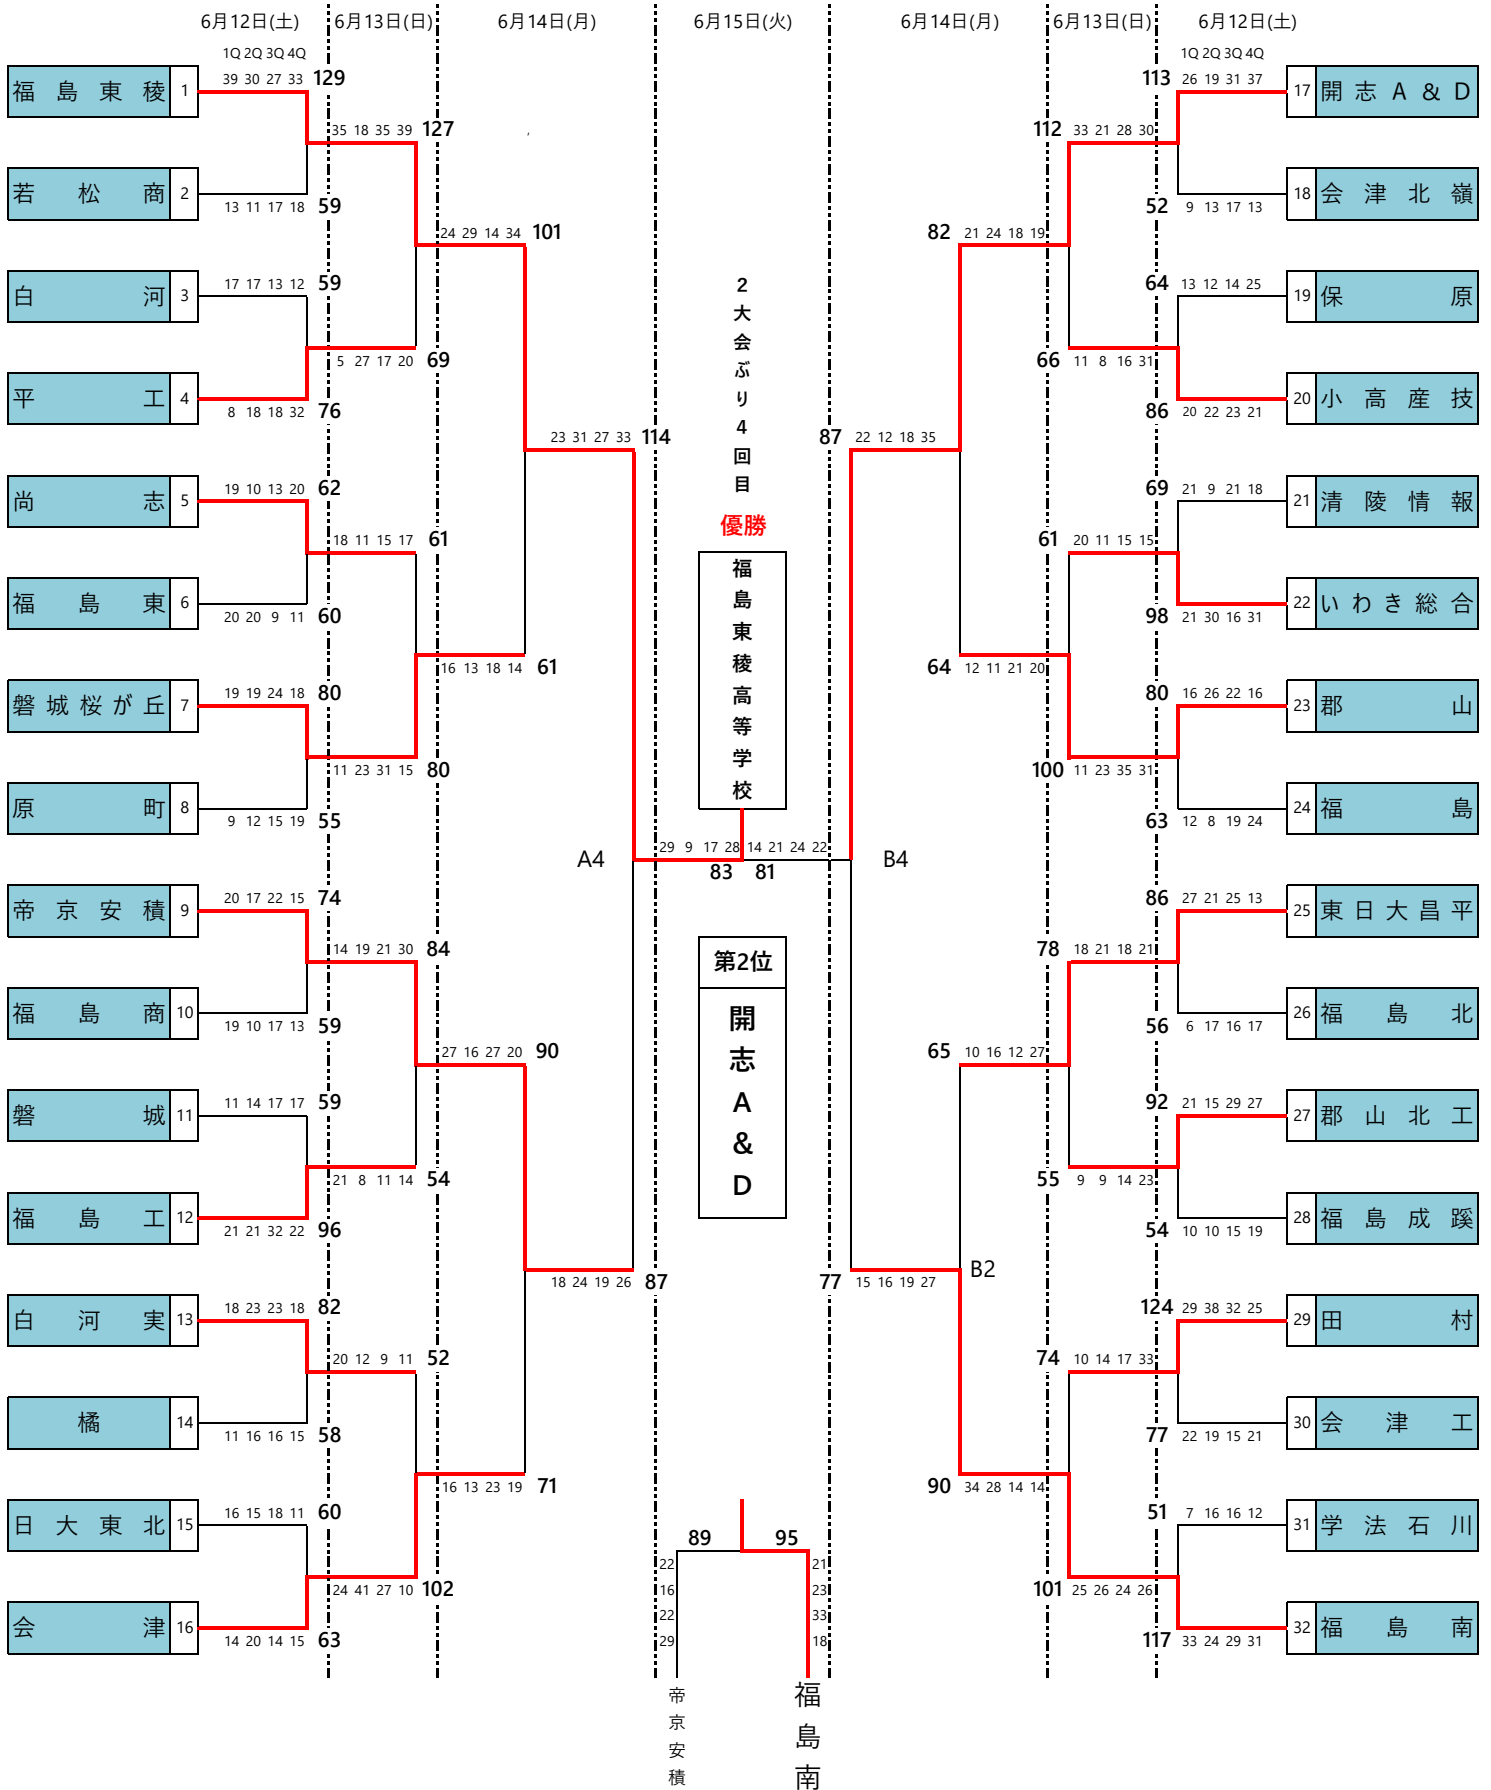 6月12日(土) 6月13日(日) 6月14日(月) 6月15日(火) 6月14日(月) 6月13日(日) 6月12日(土)
1Q 2Q 3Q 4Q
福島東稜 1
39 30 27 33 129
35 18 35 39 127
若松商 2
13 11 17 18 59
24 29 14 34 101
白河 3
17 17 13 12 59
5 27 17 20 69
平工 4
8 18 18 32 76
23 31 27 33 114
尚志 5
19 10 13 20 62
18 11 15 17 61
福島東 6
20 20 9 11 60
16 13 18 14 61
磐城桜が丘 7
19 19 24 18 80
11 23 31 15 80
原町 8
9 12 15 19 55
A4
帝京安積 9
20 17 22 15 74
14 19 21 30 84
福島商 10
19 10 17 13 59
27 16 27 20 90
磐城 11
11 14 17 17 59
21 8 11 14 54
福島工 12
21 21 32 22 96
18 24 19 26 87
白河実 13
18 23 23 18 82
20 12 9 11 52
橘 14
11 16 16 15 58
16 13 23 19 71
日大東北 15
16 15 18 11 60
24 41 27 10 102
会津 16
14 20 14 15 63
2大会ぶり4回目
優勝
福島東稜高等学校
29 9 17 28 14 21 24 22
83 81
第2位
開志A&D
89 95
22 21
16 23
22 33
29 18
帝京安積
福島南
1Q 2Q 3Q 4Q
113 26 19 31 37
17 開志A&D
112 33 21 28 30
52 9 13 17 13
18 会津北嶺
82 21 24 18 19
64 13 12 14 25
19 保原
66 11 8 16 31
86 20 22 23 21
20 小高産技
87 22 12 18 35
69 21 9 21 18
21 清陵情報
61 20 11 15 15
98 21 30 16 31
22 いわき総合
64 12 11 21 20
80 16 26 22 16
23 郡山
100 11 23 35 31
63 12 8 19 24
24 福島
B4
86 27 21 25 13
25 東日大昌平
78 18 21 18 21
56 6 17 16 17
26 福島北
65 10 16 12 27
92 21 15 29 27
27 郡山北工
55 9 9 14 23
54 10 10 15 19
28 福島成蹊
B2
77 15 16 19 27
124 29 38 32 25
29 田村
74 10 14 17 33
77 22 19 15 21
30 会津工
90 34 28 14 14
51 7 16 16 12
31 学法石川
101 25 26 24 26
117 33 24 29 31
32 福島南